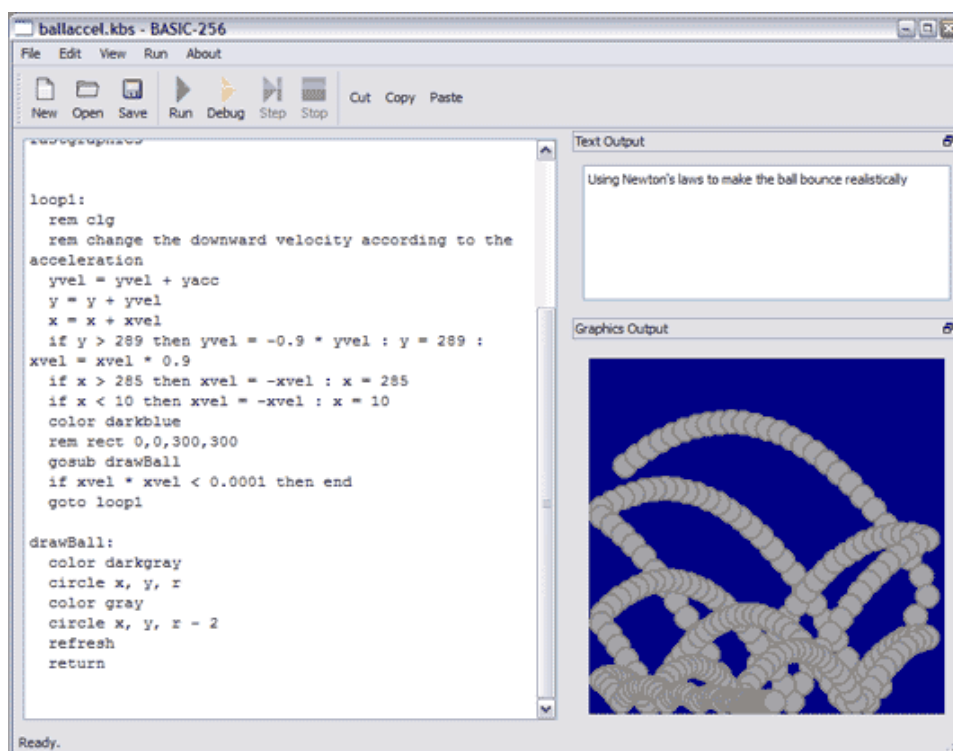 ballaccel.kbs - BASIC-256
File Edit View Run About
New Open Save Run Debug Step Stop Cut Copy Paste
fastgraphics
loop1:
rem clg
rem change the downward velocity according to the
acceleration
yvel = yvel + yacc
y = y + yvel
x = x + xvel
if y > 289 then yvel = -0.9 * yvel : y = 289 :
xvel = xvel * 0.9
if x > 285 then xvel = -xvel : x = 285
if x < 10 then xvel = -xvel : x = 10
color darkblue
rem rect 0,0,300,300
gosub drawBall
if xvel * xvel < 0.0001 then end
goto loop1
drawBall:
color darkgray
circle x, y, r
color gray
circle x, y, r - 2
refresh
return
Text Output
Using Newton's laws to make the ball bounce realistically
Graphics Output
Ready.